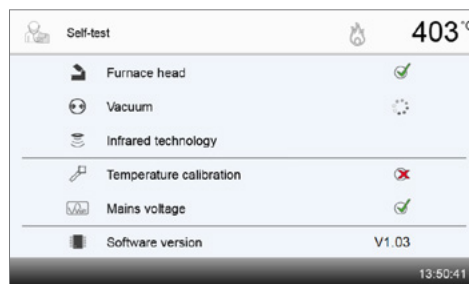 Self-test 403 °C
Furnace head
Vacuum
Infrared technology
Temperature calibration
Mains voltage
Software version V1.03
13:50:41